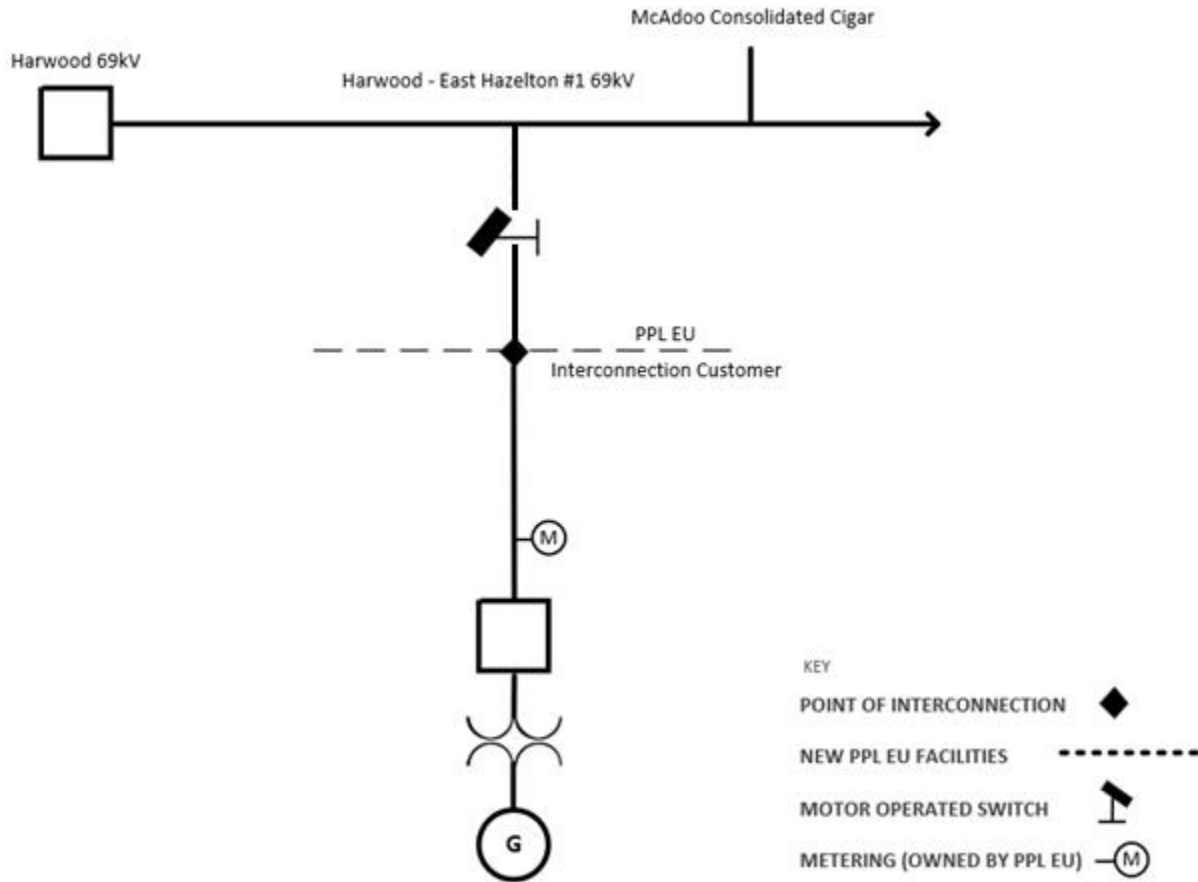 McAdoo Consolidated Cigar
Harwood 69kV
Harwood - East Hazelton #1 69kV
PPL EU
Interconnection Customer
M
G
KEY
POINT OF INTERCONNECTION
NEW PPL EU FACILITIES
MOTOR OPERATED SWITCH
METERING (OWNED BY PPL EU)
M